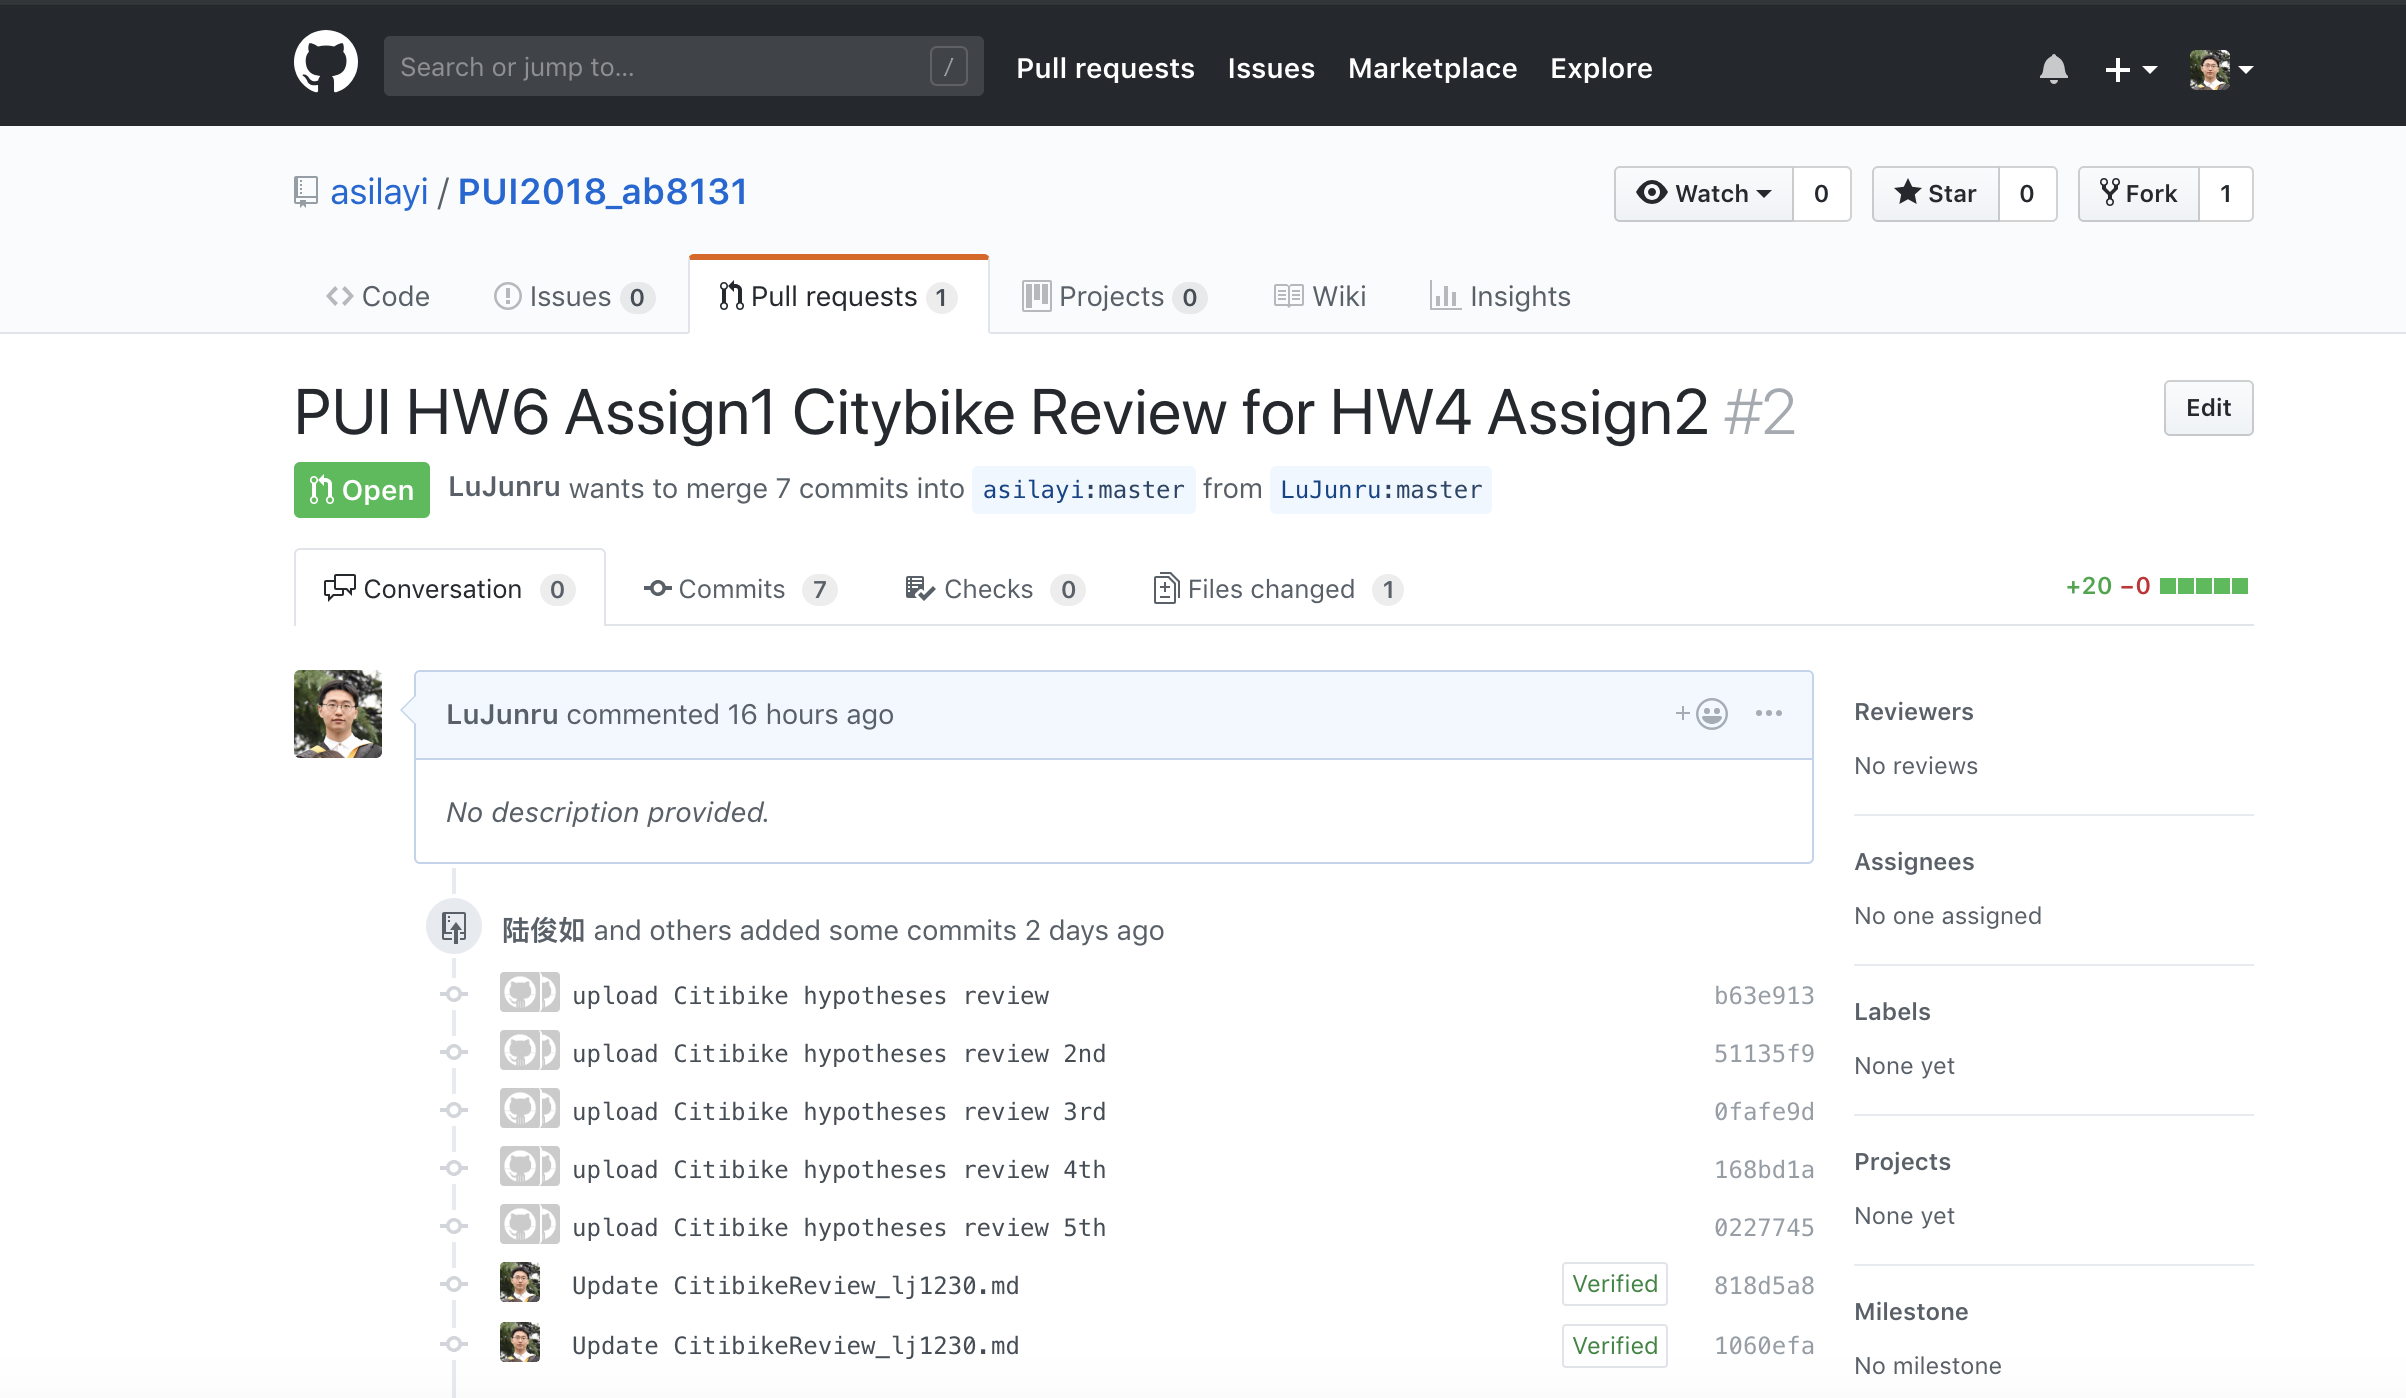 Search or jump to... /
Pull requests Issues Marketplace Explore
asilayi / PUI2018_ab8131
Watch 0 Star 0 Fork 1
Code Issues 0 Pull requests 1 Projects 0 Wiki Insights
PUI HW6 Assign1 Citybike Review for HW4 Assign2 #2
Edit
Open LuJunru wants to merge 7 commits into asilayi:master from LuJunru:master
Conversation 0 Commits 7 Checks 0 Files changed 1 +20 −0
LuJunru commented 16 hours ago
No description provided.
陆俊如 and others added some commits 2 days ago
upload Citibike hypotheses review b63e913
upload Citibike hypotheses review 2nd 51135f9
upload Citibike hypotheses review 3rd 0fafe9d
upload Citibike hypotheses review 4th 168bd1a
upload Citibike hypotheses review 5th 0227745
Update CitibikeReview_lj1230.md Verified 818d5a8
Update CitibikeReview_lj1230.md Verified 1060efa
Reviewers
No reviews
Assignees
No one assigned
Labels
None yet
Projects
None yet
Milestone
No milestone